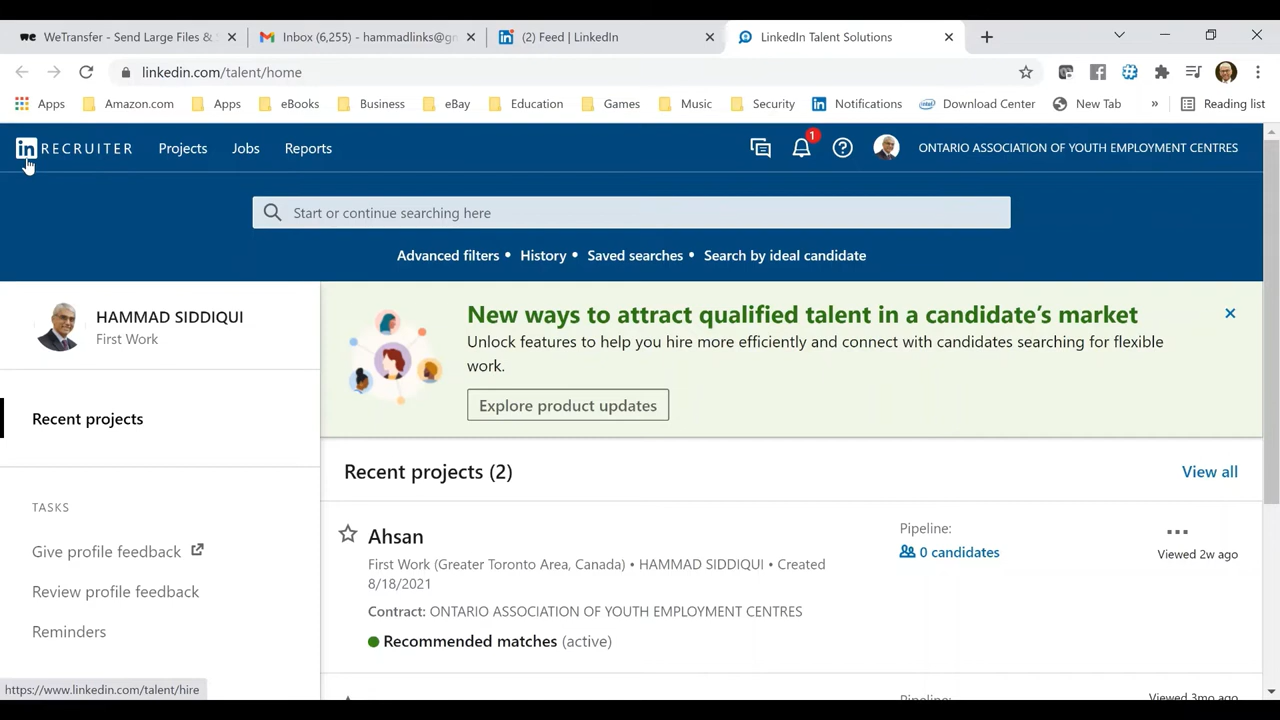 WeTransfer - Send Large Files &
Inbox (6,255) - hammadlinks@gm
(2) Feed | LinkedIn
LinkedIn Talent Solutions
linkedin.com/talent/home
Apps
Amazon.com
Apps
eBooks
Business
eBay
Education
Games
Music
Security
Notifications
Download Center
New Tab
»
Reading list
in RECRUITER
Projects
Jobs
Reports
1
ONTARIO ASSOCIATION OF YOUTH EMPLOYMENT CENTRES
Start or continue searching here
Advanced filters • History • Saved searches • Search by ideal candidate
HAMMAD SIDDIQUI
First Work
New ways to attract qualified talent in a candidate's market
Unlock features to help you hire more efficiently and connect with candidates searching for flexible
work.
Explore product updates
Recent projects
TASKS
Give profile feedback
Review profile feedback
Reminders
Recent projects (2)
View all
Ahsan
First Work (Greater Toronto Area, Canada) • HAMMAD SIDDIQUI • Created
8/18/2021
Contract: ONTARIO ASSOCIATION OF YOUTH EMPLOYMENT CENTRES
Recommended matches (active)
Pipeline:
0 candidates
Viewed 2w ago
Pipeline:
Viewed 3mo ago
https://www.linkedin.com/talent/hire